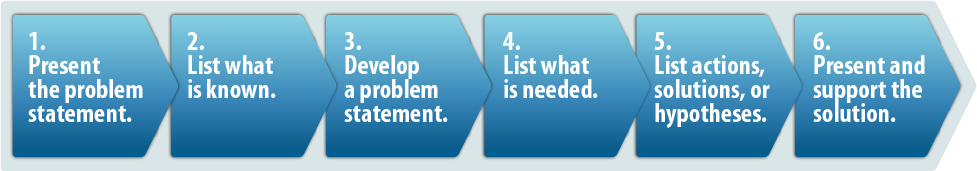 1.
Present
the problem
statement.
2.
List what
is known.
3.
Develop
a problem
statement.
4.
List what
is needed.
5.
List actions,
solutions, or
hypotheses.
6.
Present and
support the
solution.